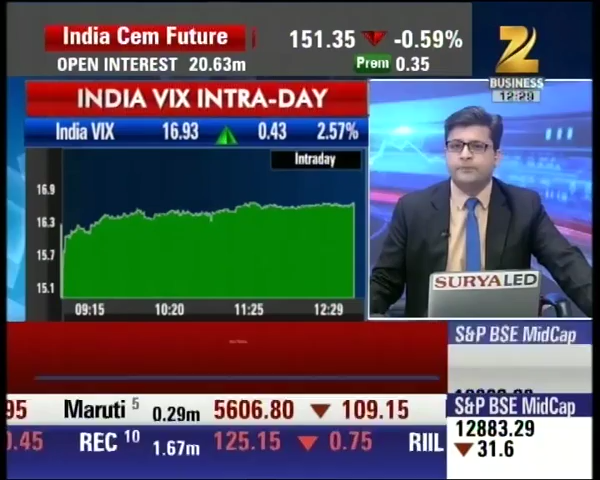 India Cem Future 151.35 -0.59%
OPEN INTEREST 20.63m Prem 0.35
Z
BUSINESS
INDIA VIX INTRA-DAY
India VIX 16.93 0.43 2.57%
Intraday
16.9
16.3
15.7
15.1
09:15 10:20 11:25 12:29
SURYA LED
S&P BSE MidCap
95 Maruti 5 0.29m 5606.80 109.15
0.45 REC 10 1.67m 125.15 0.75 RIIL
S&P BSE MidCap
12883.29
31.6